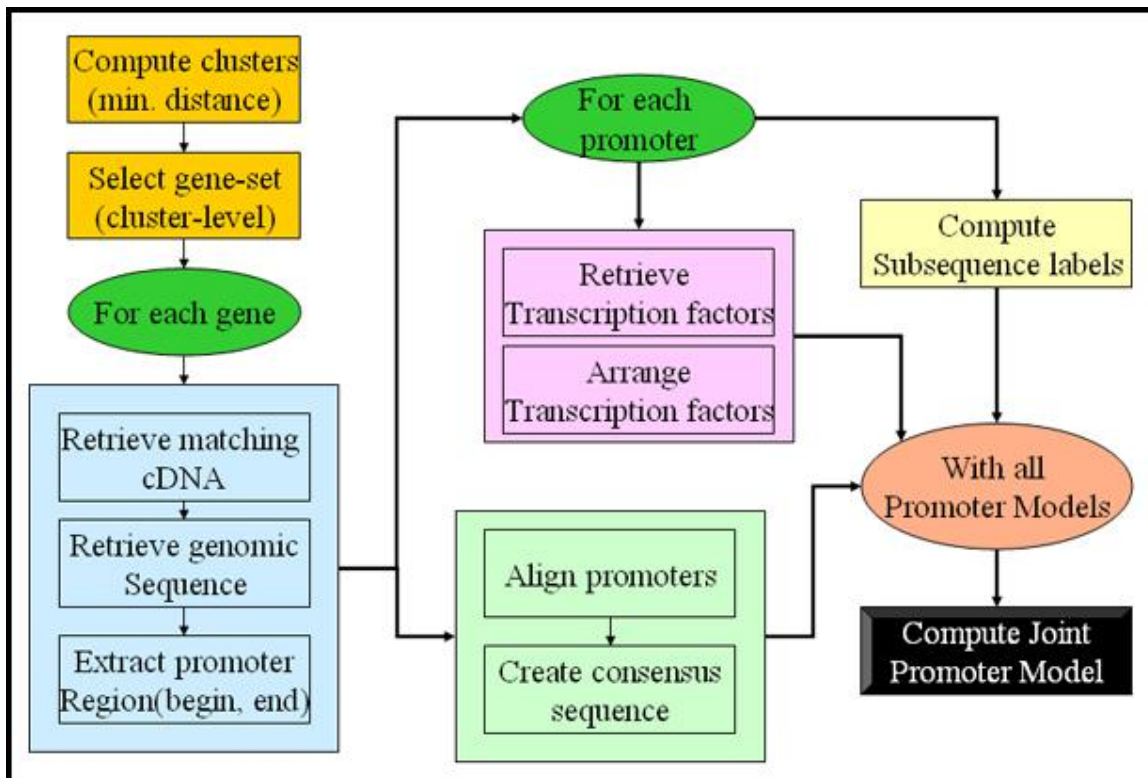 Compute clusters
(min. distance)
Select gene-set
(cluster-level)
For each gene
Retrieve matching
cDNA
Retrieve genomic
Sequence
Extract promoter
Region(begin, end)
For each
promoter
Retrieve
Transcription factors
Arrange
Transcription factors
Align promoters
Create consensus
sequence
Compute
Subsequence labels
With all
Promoter Models
Compute Joint
Promoter Model